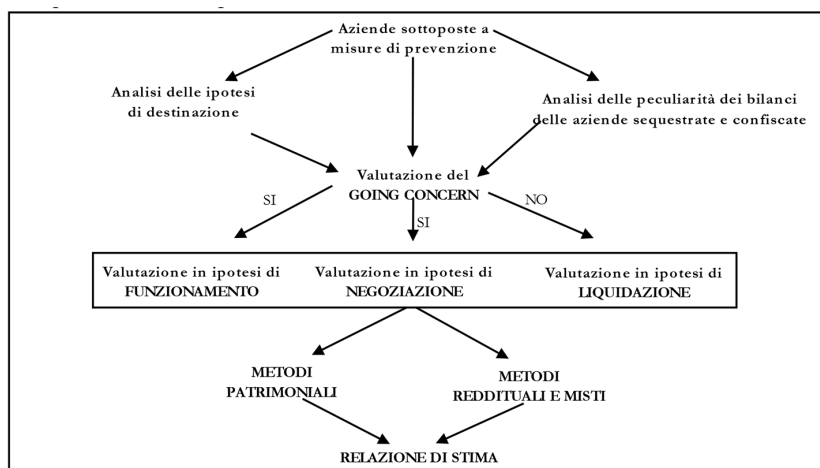 Aziende sottoposte a
misure di prevenzione
Analisi delle ipotesi
di destinazione
Analisi delle peculiarità dei bilanci
delle aziende sequestrate e confiscate
Valutazione del
GOING CONCERN
SI
SI
NO
Valutazione in ipotesi di
FUNZIONAMENTO
Valutazione in ipotesi di
NEGOZIAZIONE
Valutazione in ipotesi di
LIQUIDAZIONE
METODI
PATRIMONIALI
METODI
REDDITUALI E MISTI
RELAZIONE DI STIMA